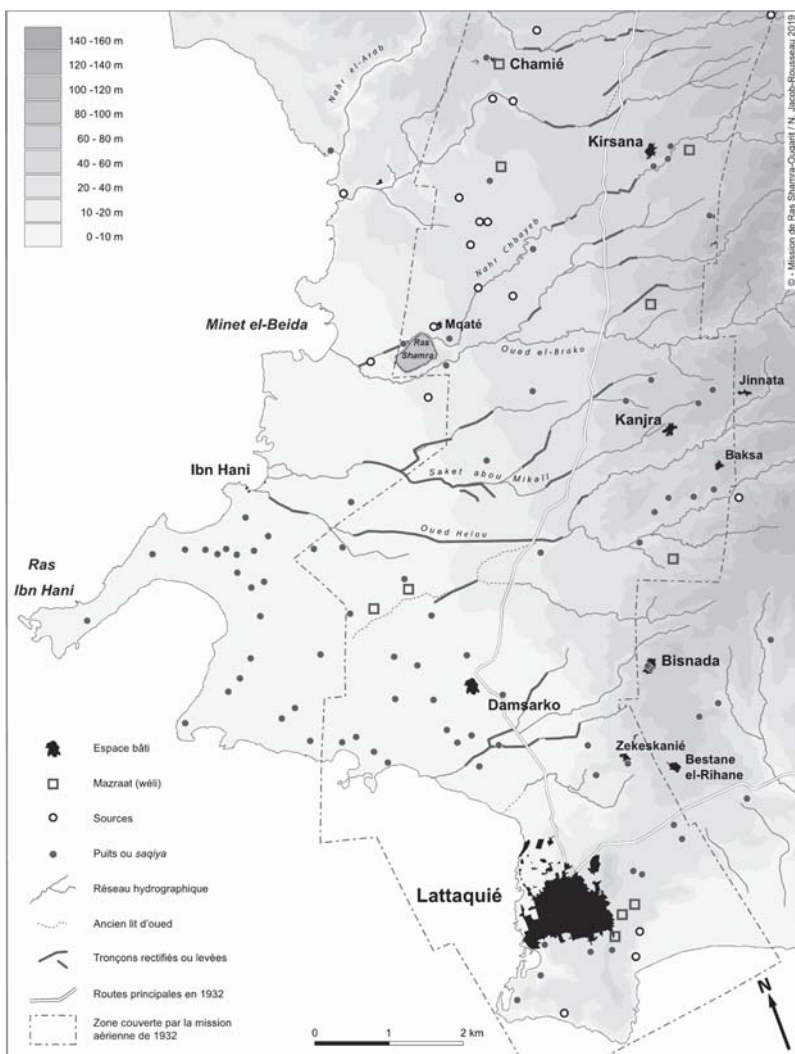 140 -160 m
120 -140 m
100 -120 m
80 -100 m
60 - 80 m
40 - 60 m
20 - 40 m
10 -20 m
0 -10 m
Nahr el-Arab
Chamié
Kirsana
© - Mission de Ras Shamra-Ougarit / N. Jacob-Rousseau 2019
Nahr Chbayeb
Minet el-Beida
Mqaté
Ras
Shamra
Oued el-Brako
Jinnata
Kanjra
Baksa
Ibn Hani
Saket abou Mikall
Oued Helou
Ras
Ibn Hani
Bisnada
Damsarko
Zekeskanié
Bestane
el-Rihane
Lattaquié
Espace bâti
Mazraat (wéli)
Sources
Puits ou saqiya
Réseau hydrographique
Ancien lit d'oued
Tronçons rectifiés ou levées
Routes principales en 1932
Zone couverte par la mission
aérienne de 1932
0 1 2 km
N